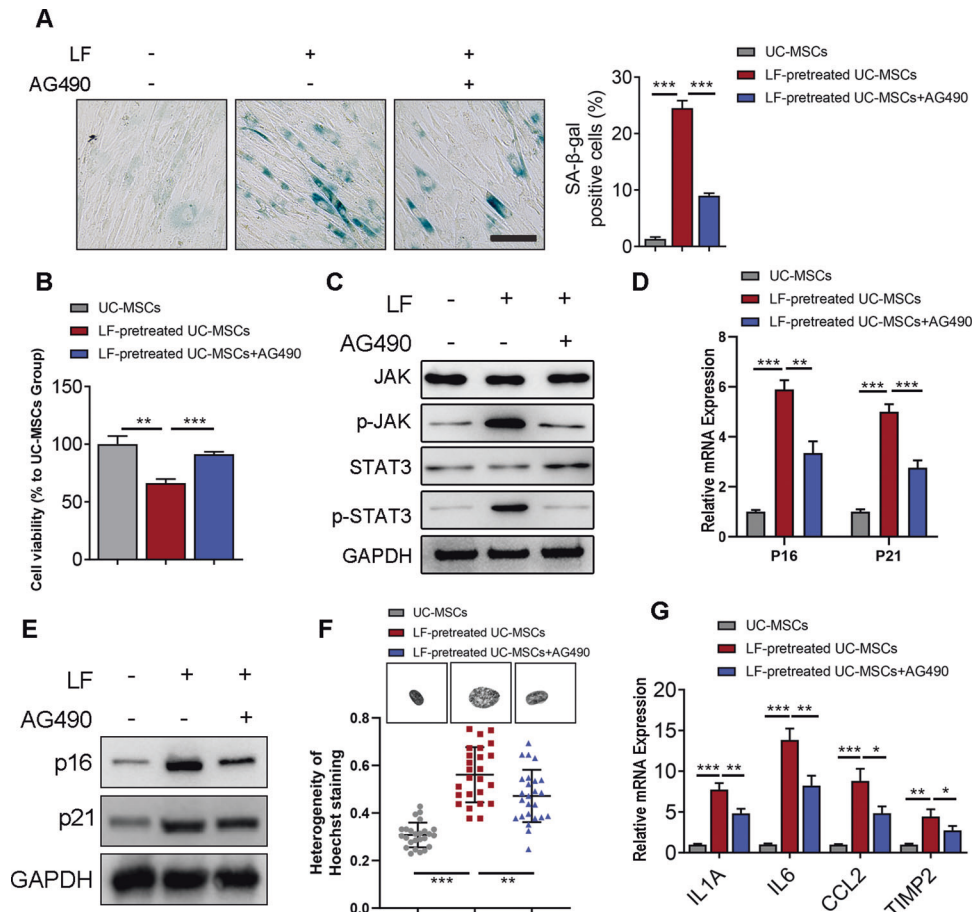 A
LF - + +
AG490 - - +
SA-β-gal
positive cells (%)
30
20
10
0
*** ***
UC-MSCs
LF-pretreated UC-MSCs
LF-pretreated UC-MSCs+AG490
B
UC-MSCs
LF-pretreated UC-MSCs
LF-pretreated UC-MSCs+AG490
Cell viability (% to UC-MSCs Group)
150
100
50
0
** ***
C
LF - + +
AG490 - - +
JAK
p-JAK
STAT3
p-STAT3
GAPDH
D
UC-MSCs
LF-pretreated UC-MSCs
LF-pretreated UC-MSCs+AG490
Relative mRNA Expression
8
6
4
2
0
*** ** *** ***
P16 P21
E
LF - + +
AG490 - - +
p16
p21
GAPDH
F
UC-MSCs
LF-pretreated UC-MSCs
LF-pretreated UC-MSCs+AG490
Heterogeneity of
Hoechst staining
0.8
0.6
0.4
0.2
0.0
*** **
G
UC-MSCs
LF-pretreated UC-MSCs
LF-pretreated UC-MSCs+AG490
Relative mRNA Expression
20
15
10
5
0
*** ** *** ** *** * ** *
IL1A IL6 CCL2 TIMP2